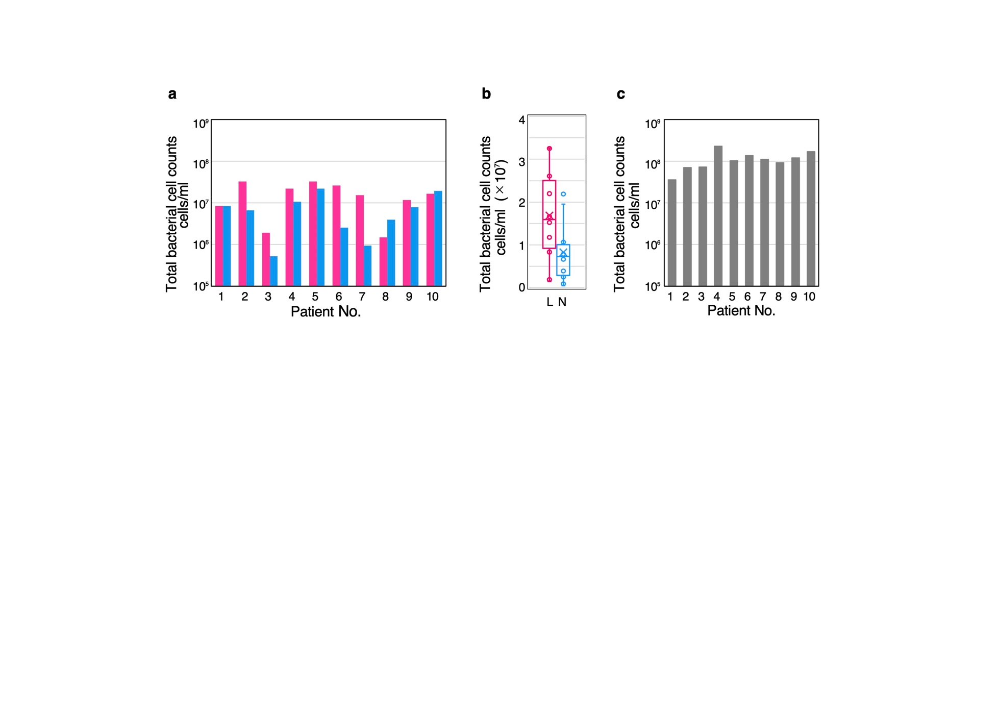 a
b
c
Total bacterial cell counts
cells/ml
10⁹
10⁸
10⁷
10⁶
10⁵
1 2 3 4 5 6 7 8 9 10
Patient No.
Total bacterial cell counts
cells/ml (×10⁷)
4
3
2
1
0
L N
Total bacterial cell counts
cells/ml
10⁹
10⁸
10⁷
10⁶
10⁵
1 2 3 4 5 6 7 8 9 10
Patient No.